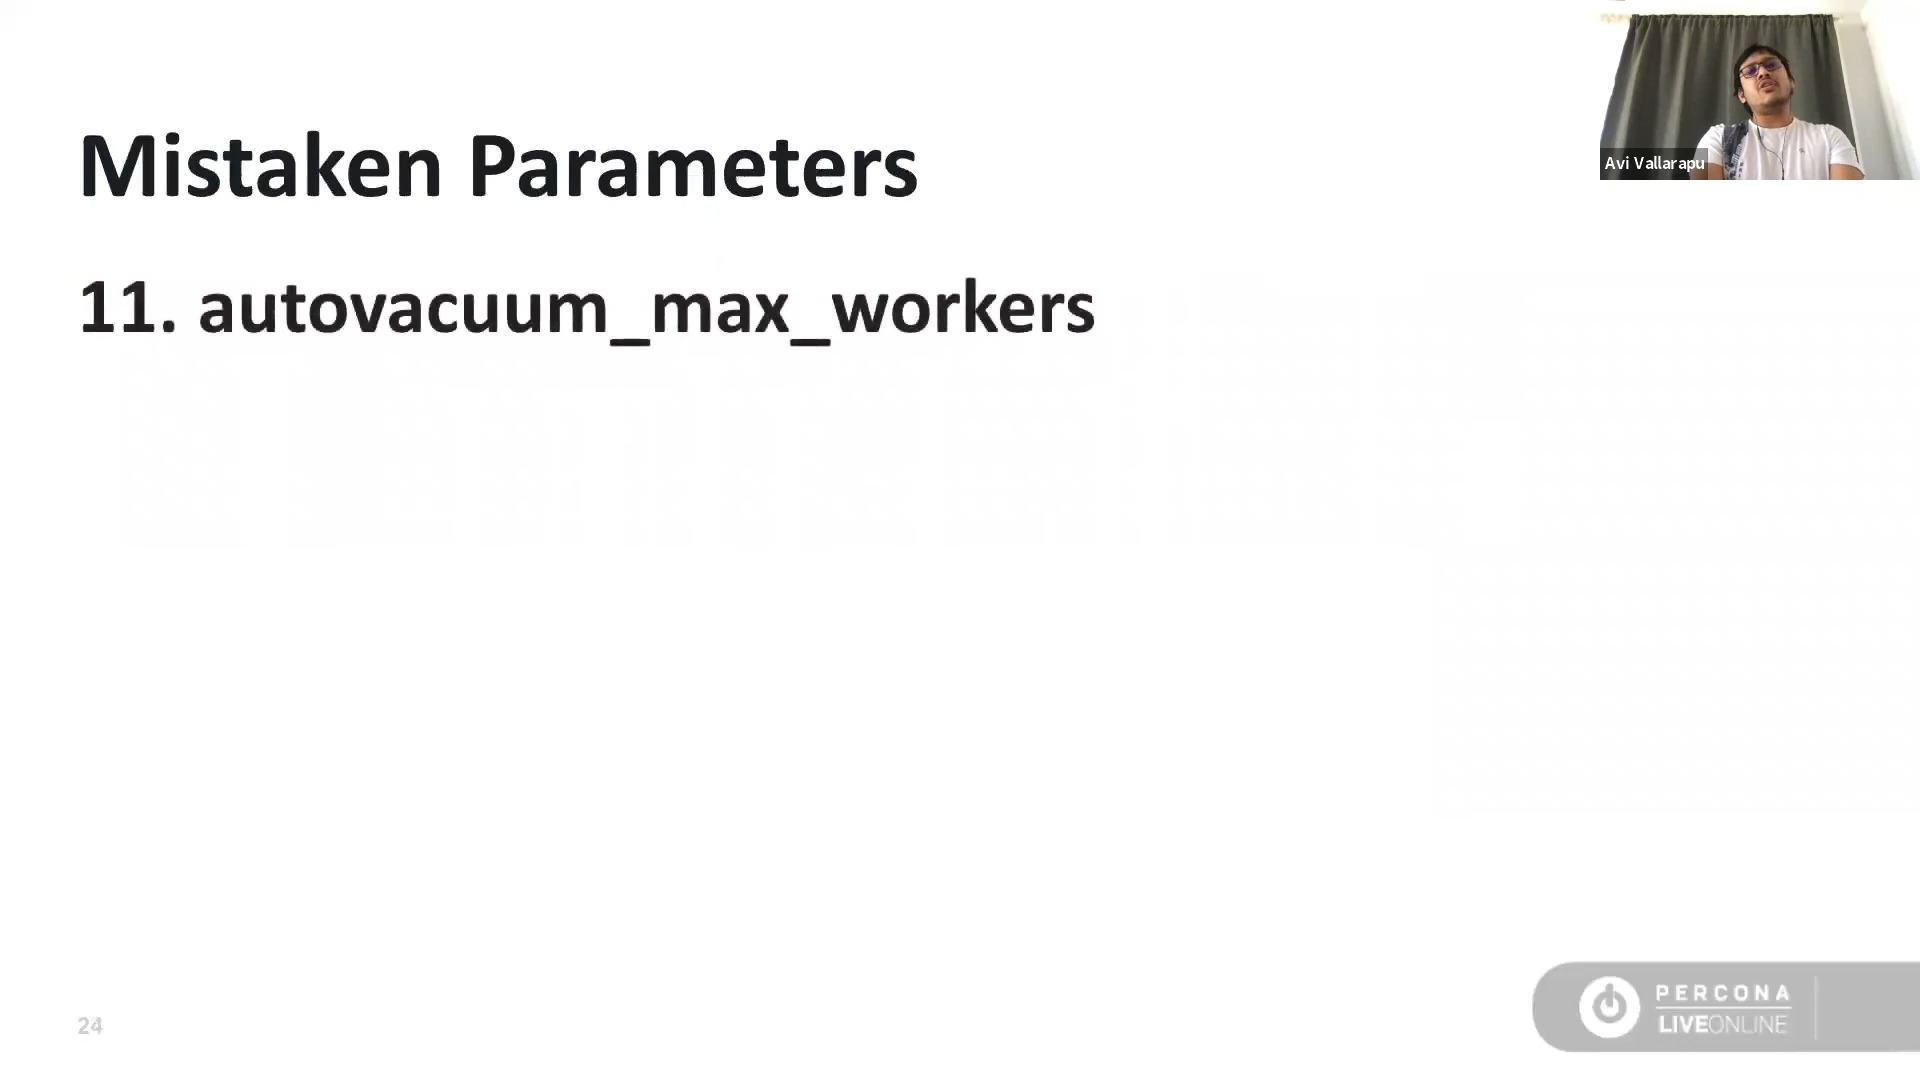 Mistaken Parameters
Avi Vallarapu
11. autovacuum_max_workers
24
PERCONA
LIVEONLINE